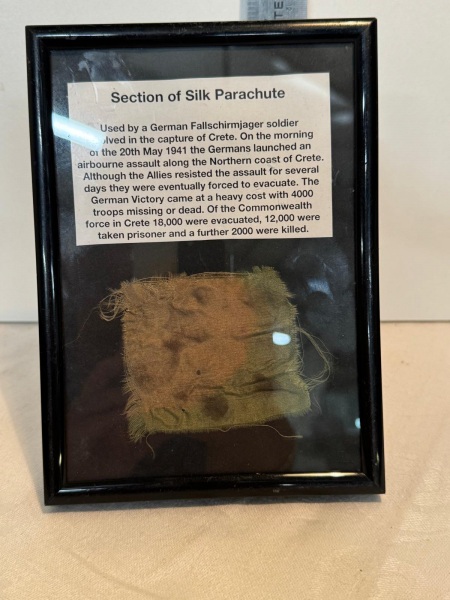 Section of Silk Parachute
Used by a German Fallschirmjager soldier
in the capture of Crete. On the morning
of the 20th May 1941 the Germans launched an
airbourne assault along the Northern coast of Crete.
Although the Allies resisted the assault for several
days they were eventually forced to evacuate. The
German Victory came at a heavy cost with 4000
troops missing or dead. Of the Commonwealth
force in Crete 18,000 were evacuated, 12,000 were
taken prisoner and a further 2000 were killed.